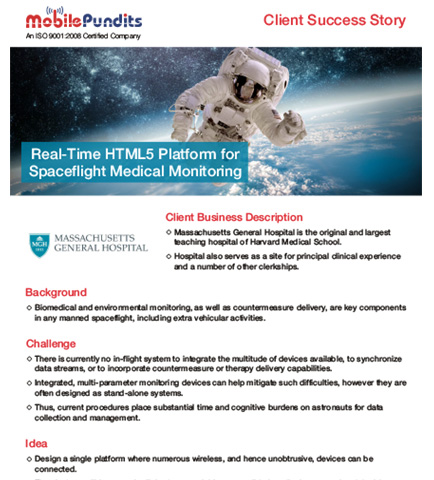 MobilePundits
Client Success Story
An ISO 9001:2008 Certified Company
Real-Time HTML5 Platform for
Spaceflight Medical Monitoring
Client Business Description
◇ Massachusetts General Hospital is the original and largest
teaching hospital of Harvard Medical School.
◇ Hospital also serves as a site for principal clinical experience
and a number of other clerkships.
MGH
1811
MASSACHUSETTS
GENERAL HOSPITAL
Background
◇ Biomedical and environmental monitoring, as well as countermeasure delivery, are key components
in any manned spaceflight, including extra vehicular activities.
Challenge
◇ There is currently no in-flight system to integrate the multitude of devices available, to synchronize
data streams, or to incorporate countermeasure or therapy delivery capabilities.
◇ Integrated, multi-parameter monitoring devices can help mitigate such difficulties, however they are
often designed as stand-alone systems.
◇ Thus, current procedures place substantial time and cognitive burdens on astronauts for data
collection and management.
Idea
◇ Design a single platform where numerous wireless, and hence unobtrusive, devices can be
connected.